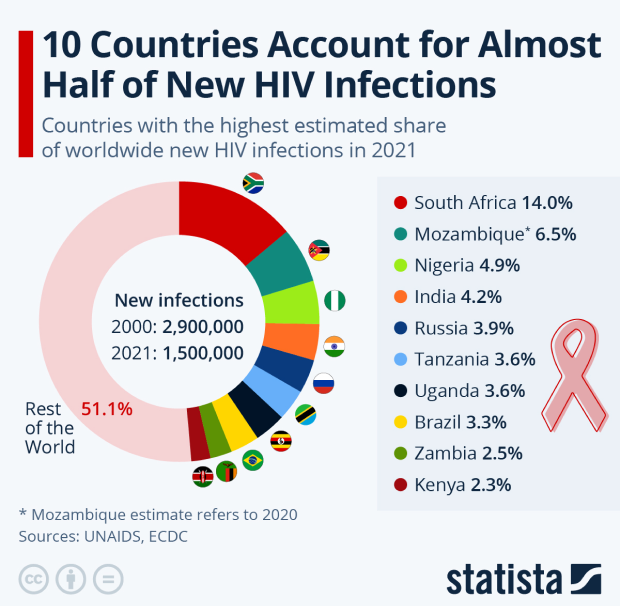 10 Countries Account for Almost
Half of New HIV Infections
Countries with the highest estimated share
of worldwide new HIV infections in 2021
New infections
2000: 2,900,000
2021: 1,500,000
Rest 51.1%
of the
World
South Africa 14.0%
Mozambique* 6.5%
Nigeria 4.9%
India 4.2%
Russia 3.9%
Tanzania 3.6%
Uganda 3.6%
Brazil 3.3%
Zambia 2.5%
Kenya 2.3%
* Mozambique estimate refers to 2020
Sources: UNAIDS, ECDC
cc
statista